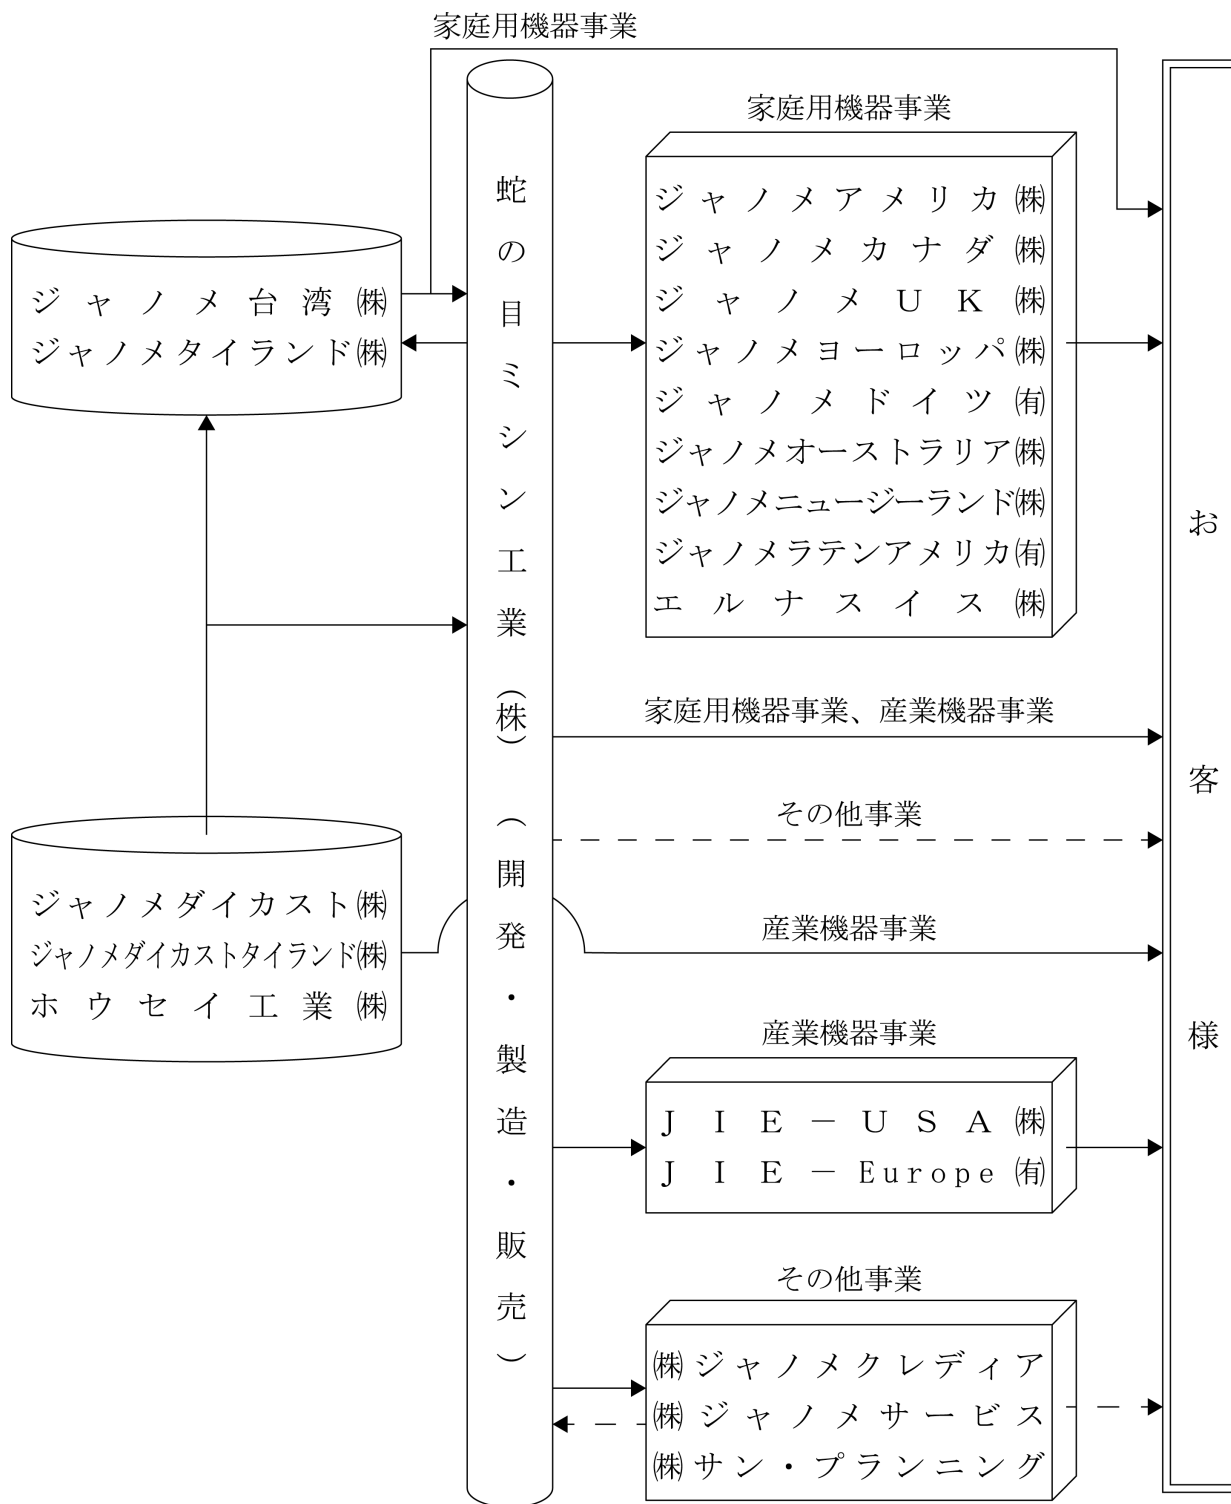 家庭用機器事業
ジャノメ台湾㈱
ジャノメタイランド㈱
ジャノメダイカスト㈱
ジャノメダイカストタイランド㈱
ホウセイ工業㈱
蛇の目ミシン工業(株)(開発・製造・販売)
家庭用機器事業
ジャノメアメリカ㈱
ジャノメカナダ㈱
ジャノメUK㈱
ジャノメヨーロッパ㈱
ジャノメドイツ㈲
ジャノメオーストラリア㈱
ジャノメニュージーランド㈱
ジャノメラテンアメリカ㈲
エルナスイス㈱
家庭用機器事業、産業機器事業
その他事業
産業機器事業
産業機器事業
JIE-USA㈱
JIE-Europe㈲
その他事業
㈱ジャノメクレディア
㈱ジャノメサービス
㈱サン・プランニング
お客様